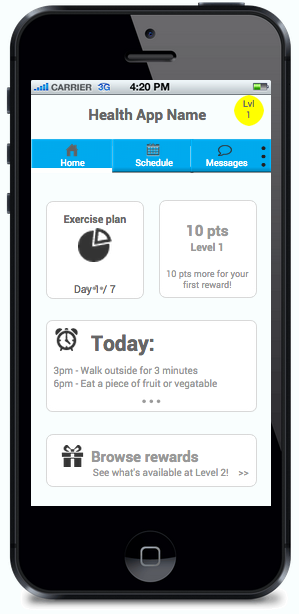 CARRIER 3G 4:20 PM
Health App Name
Lvl
1
Home Schedule Messages
Exercise plan
Day 1 / 7
10 pts
Level 1
10 pts more for your
first reward!
Today:
3pm - Walk outside for 3 minutes
6pm - Eat a piece of fruit or vegatable
...
Browse rewards
See what's available at Level 2! >>